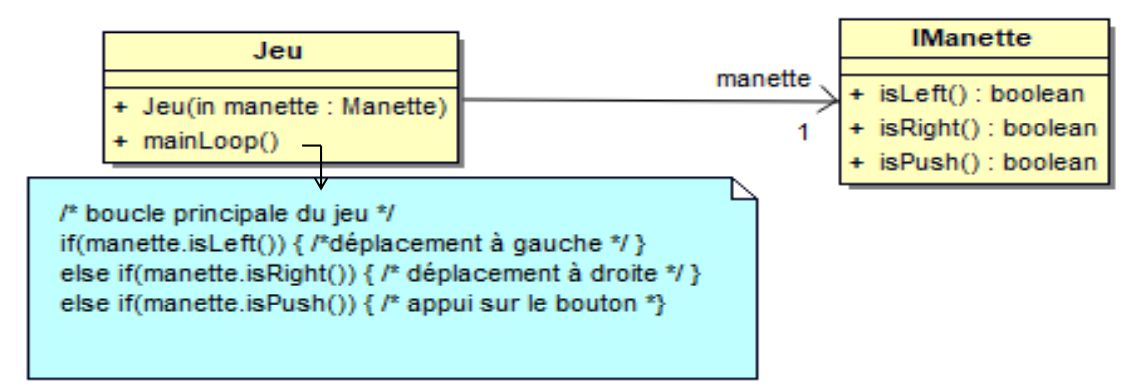 Jeu
+ Jeu(in manette : Manette)
+ mainLoop()
manette
1
IManette
+ isLeft() : boolean
+ isRight() : boolean
+ isPush() : boolean
/* boucle principale du jeu */
if(manette.isLeft()) { /*déplacement à gauche */ }
else if(manette.isRight()) { /* déplacement à droite */ }
else if(manette.isPush()) { /* appui sur le bouton *}